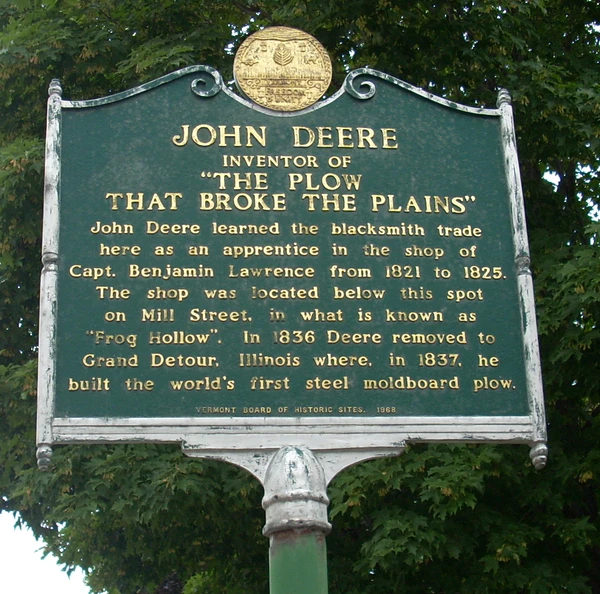 FREEDOM
JOHN DEERE
INVENTOR OF
"THE PLOW
THAT BROKE THE PLAINS"
John Deere learned the blacksmith trade
here as an apprentice in the shop of
Capt. Benjamin Lawrence from 1821 to 1825.
The shop was located below this spot
on Mill Street, in what is known as
"Frog Hollow". In 1836 Deere removed to
Grand Detour, Illinois where, in 1837, he
built the world's first steel moldboard plow.
VERMONT BOARD OF HISTORIC SITES, 1968